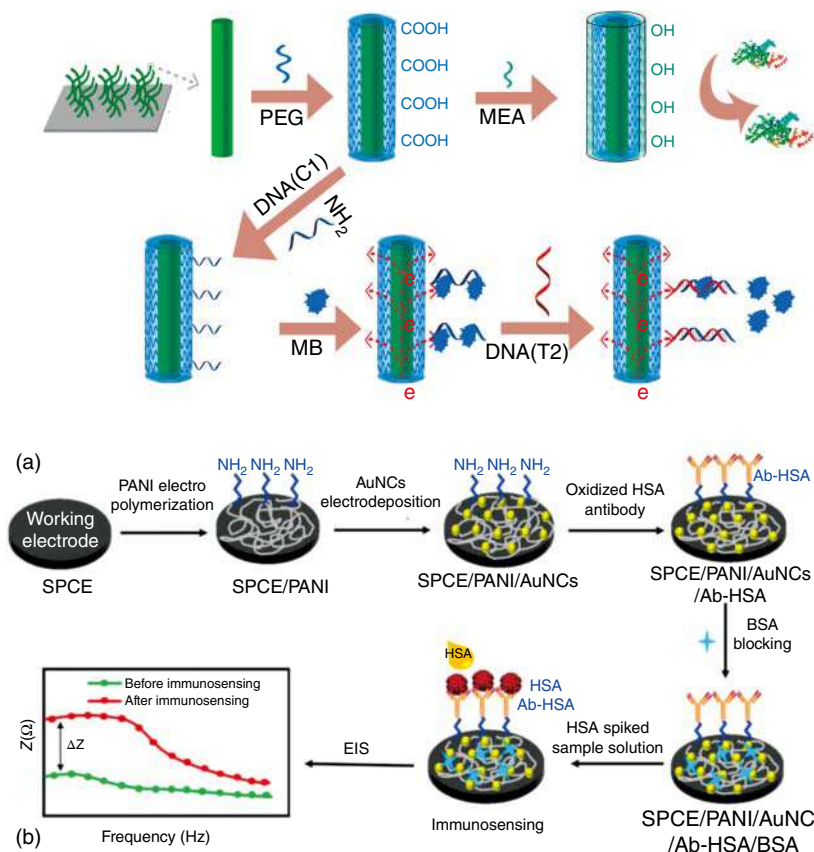 COOH
COOH
COOH
COOH
PEG
MEA
OH
OH
OH
OH
DNA(C1)
NH2
MB
e
e
e
DNA(T2)
e
e
e
(a)
PANI electro
polymerization
NH2 NH2 NH2
AuNCs
electrodeposition
NH2 NH2 NH2
Oxidized HSA
antibody
Ab-HSA
Working
electrode
SPCE
SPCE/PANI
SPCE/PANI/AuNCs
SPCE/PANI/AuNCs
/Ab-HSA
BSA
blocking
HSA
HSA
Ab-HSA
Before immunosensing
After immunosensing
Z(Ω)
ΔZ
EIS
HSA spiked
sample solution
Frequency (Hz)
Immunosensing
SPCE/PANI/AuNC
/Ab-HSA/BSA
(b)